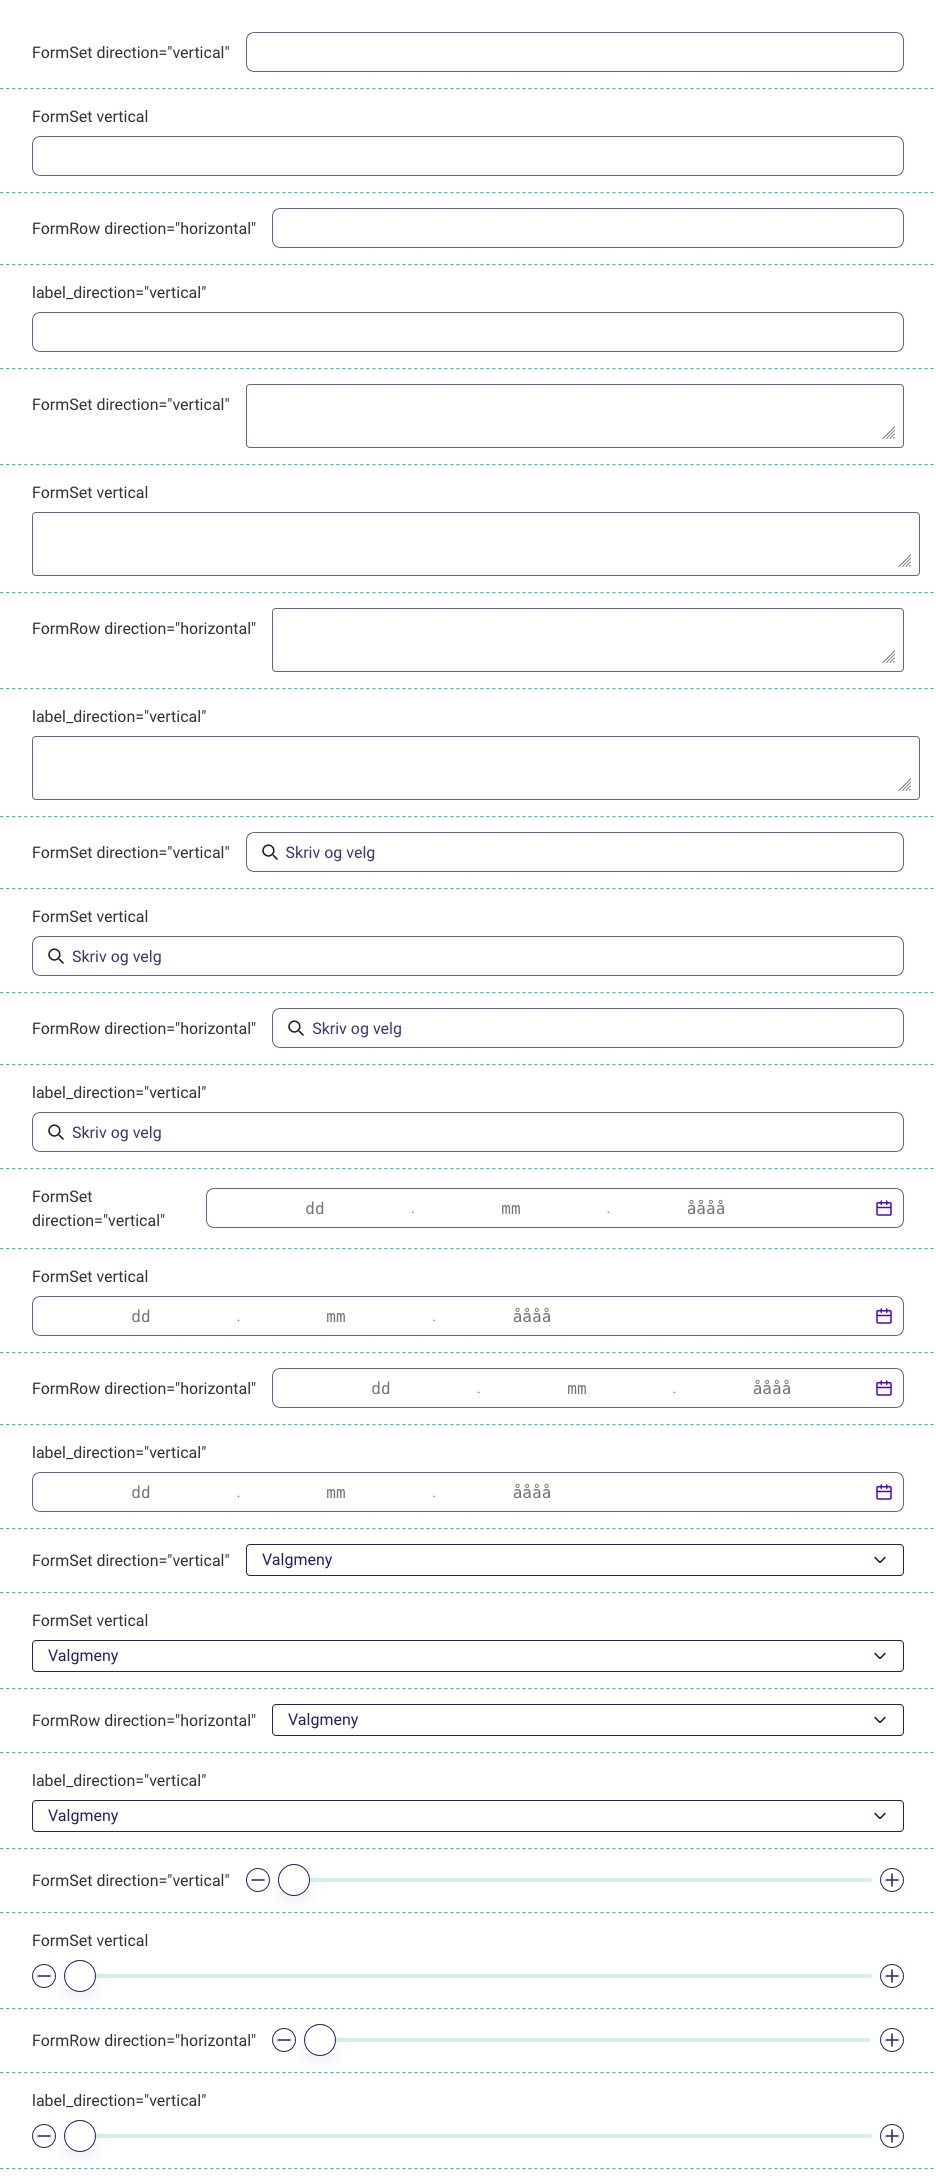 FormSet direction="vertical"
FormSet vertical
FormRow direction="horizontal"
label_direction="vertical"
FormSet direction="vertical"
FormSet vertical
FormRow direction="horizontal"
label_direction="vertical"
FormSet direction="vertical" Skriv og velg
FormSet vertical
Skriv og velg
FormRow direction="horizontal" Skriv og velg
label_direction="vertical"
Skriv og velg
FormSet
direction="vertical" dd . mm . åååå
FormSet vertical
dd . mm . åååå
FormRow direction="horizontal" dd . mm . åååå
label_direction="vertical"
dd . mm . åååå
FormSet direction="vertical" Valgmeny
FormSet vertical
Valgmeny
FormRow direction="horizontal" Valgmeny
label_direction="vertical"
Valgmeny
FormSet direction="vertical"
FormSet vertical
FormRow direction="horizontal"
label_direction="vertical"